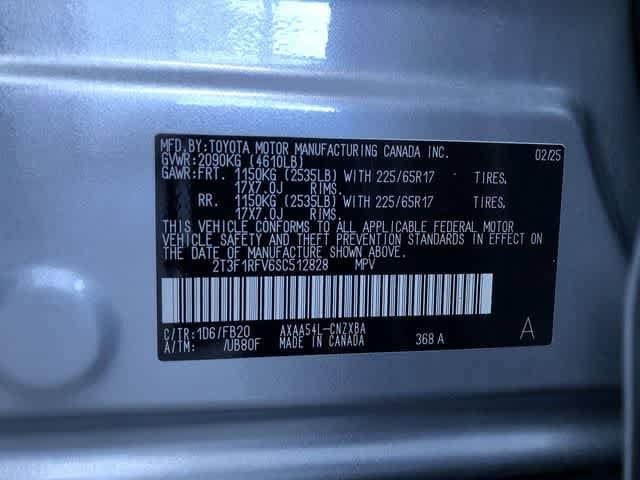 MFD.BY:TOYOTA MOTOR MANUFACTURING CANADA INC. 02/25
GVWR:2090KG (4610LB)
GAWR:FRT. 1150KG (2535LB) WITH 225/65R17 TIRES,
17X7.0J RIMS.
RR. 1150KG (2535LB) WITH 225/65R17 TIRES,
17X7.0J RIMS.
THIS VEHICLE CONFORMS TO ALL APPLICABLE FEDERAL MOTOR
VEHICLE SAFETY AND THEFT PREVENTION STANDARDS IN EFFECT ON
THE DATE OF MANUFACTURE SHOWN ABOVE.
2T3F1RFV6SC512828 MPV
C/TR:1D6/FB20 AXAA54L-CNZXBA 368 A A
A/TM: /UB80F MADE IN CANADA